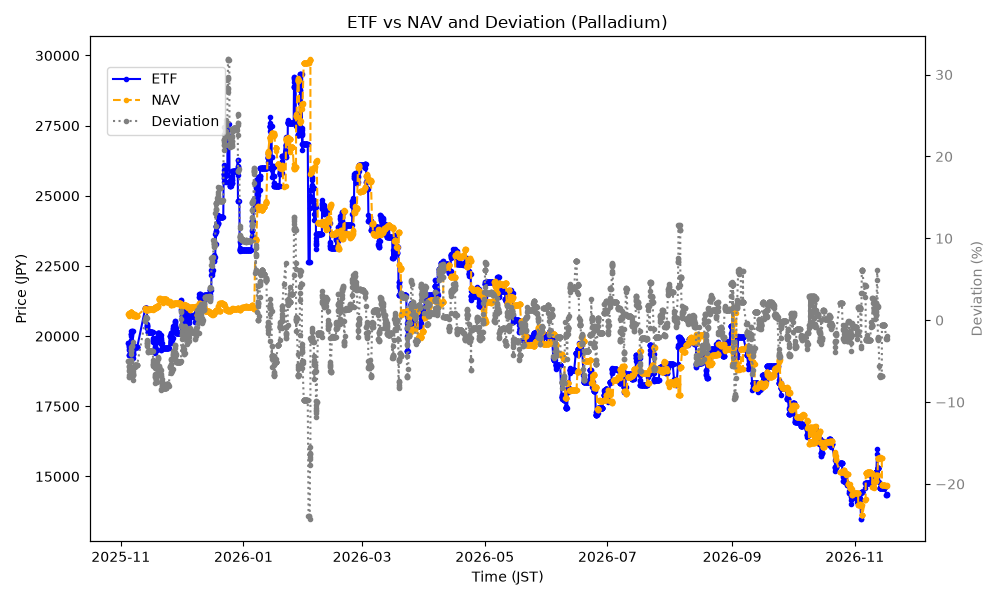 ETF vs NAV and Deviation (Palladium)
ETF
NAV
Deviation
Price (JPY)
30000
27500
25000
22500
20000
17500
15000
Deviation (%)
30
20
10
0
−10
−20
2025-11
2026-01
2026-03
2026-05
2026-07
2026-09
2026-11
Time (JST)